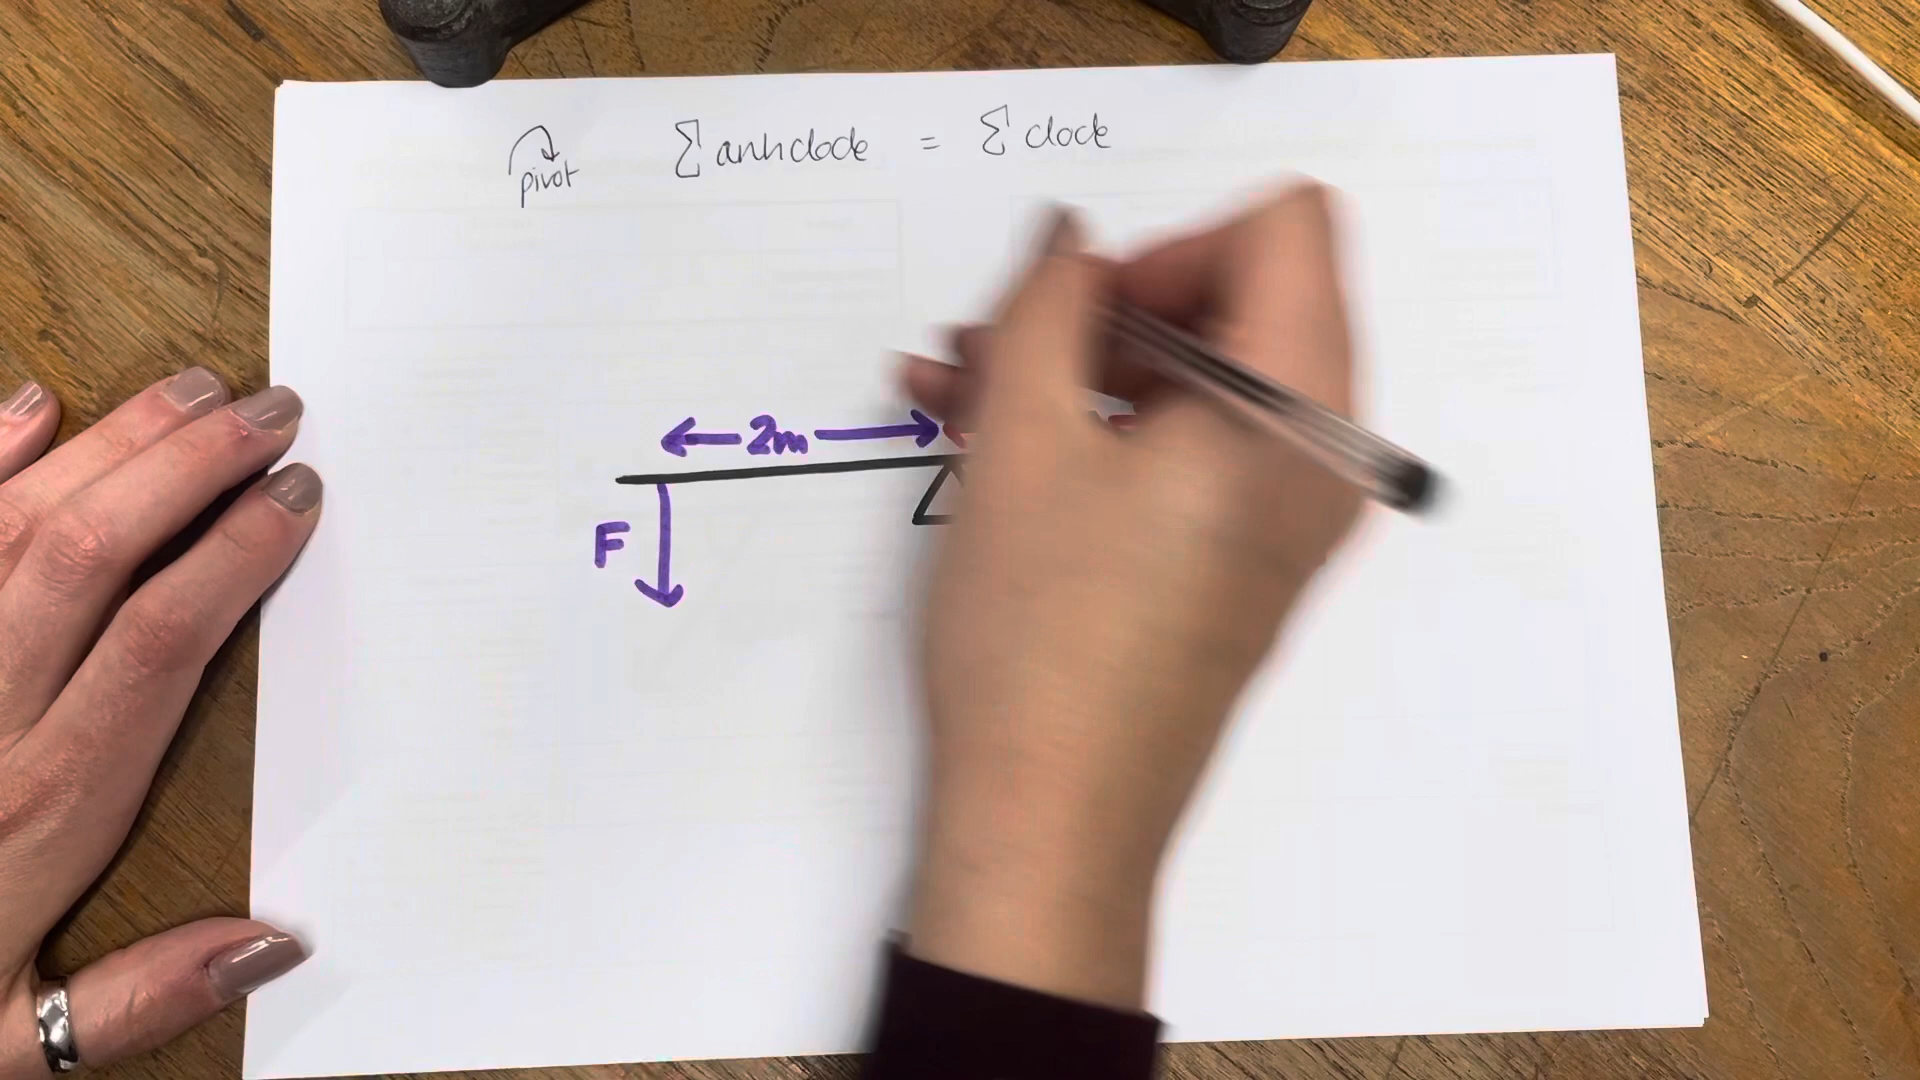 ∑ anticlock = ∑ clock
pivot
2m
F